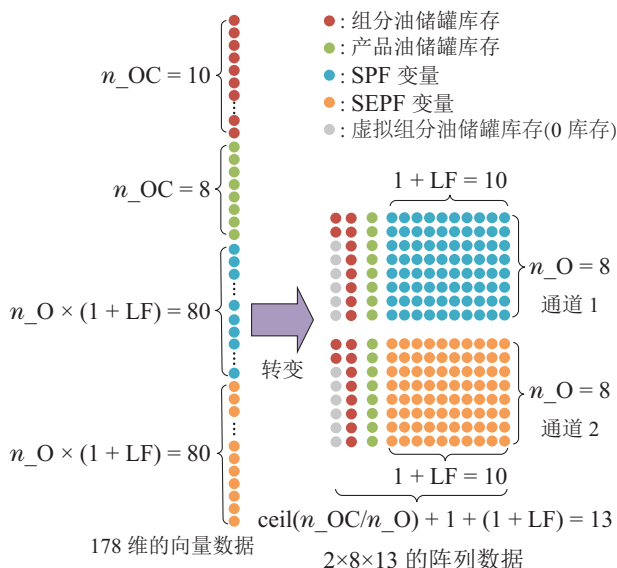 : 组分油储罐库存
: 产品油储罐库存
: SPF 变量
: SEPF 变量
: 虚拟组分油储罐库存(0 库存)
n_OC = 10
n_OC = 8
n_O × (1 + LF) = 80
n_O × (1 + LF) = 80
178 维的向量数据
转变
1 + LF = 10
n_O = 8
通道 1
n_O = 8
通道 2
1 + LF = 10
ceil(n_OC/n_O) + 1 + (1 + LF) = 13
2×8×13 的阵列数据